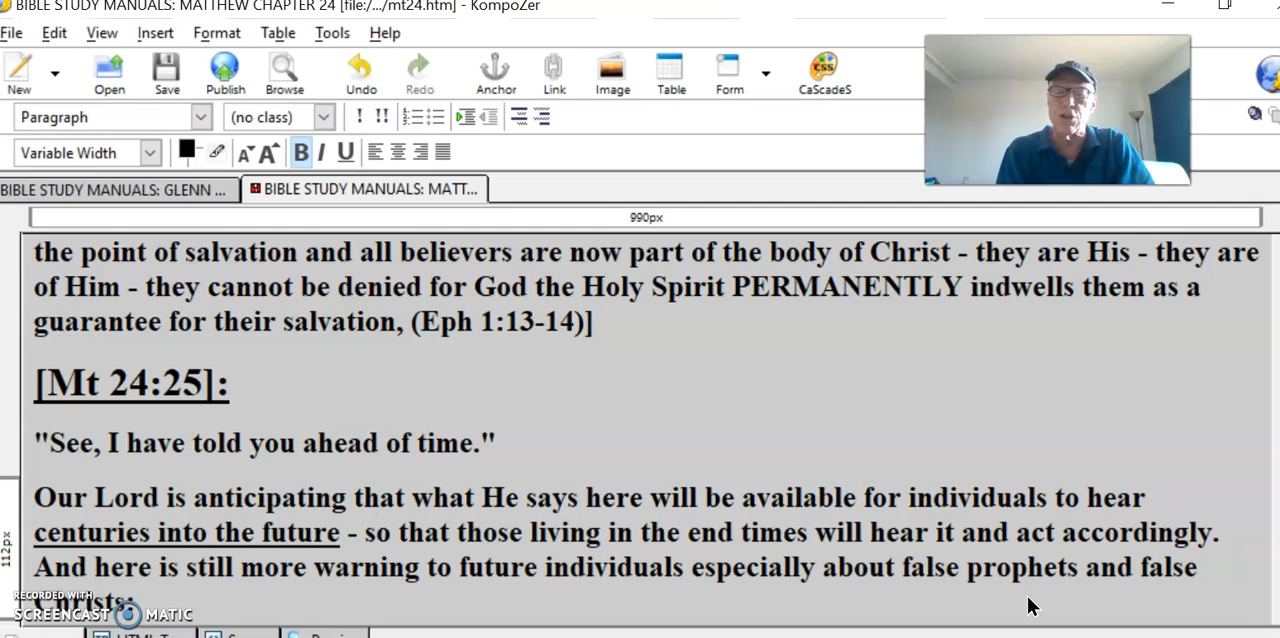 BIBLE STUDY MANUALS: MATTHEW CHAPTER 24 [file:/.../mt24.htm] - KompoZer
File Edit View Insert Format Table Tools Help
New Open Save Publish Browse Undo Redo Anchor Link Image Table Form CaScadeS
Paragraph (no class) ! !!
Variable Width A A B I U
BIBLE STUDY MANUALS: GLENN ... BIBLE STUDY MANUALS: MATT...
990px
the point of salvation and all believers are now part of the body of Christ - they are His - they are
of Him - they cannot be denied for God the Holy Spirit PERMANENTLY indwells them as a
guarantee for their salvation, (Eph 1:13-14)]
[Mt 24:25]:
"See, I have told you ahead of time."
Our Lord is anticipating that what He says here will be available for individuals to hear
centuries into the future - so that those living in the end times will hear it and act accordingly.
And here is still more warning to future individuals especially about false prophets and false
Christs:
112px
RECORDED WITH
SCREENCAST MATIC